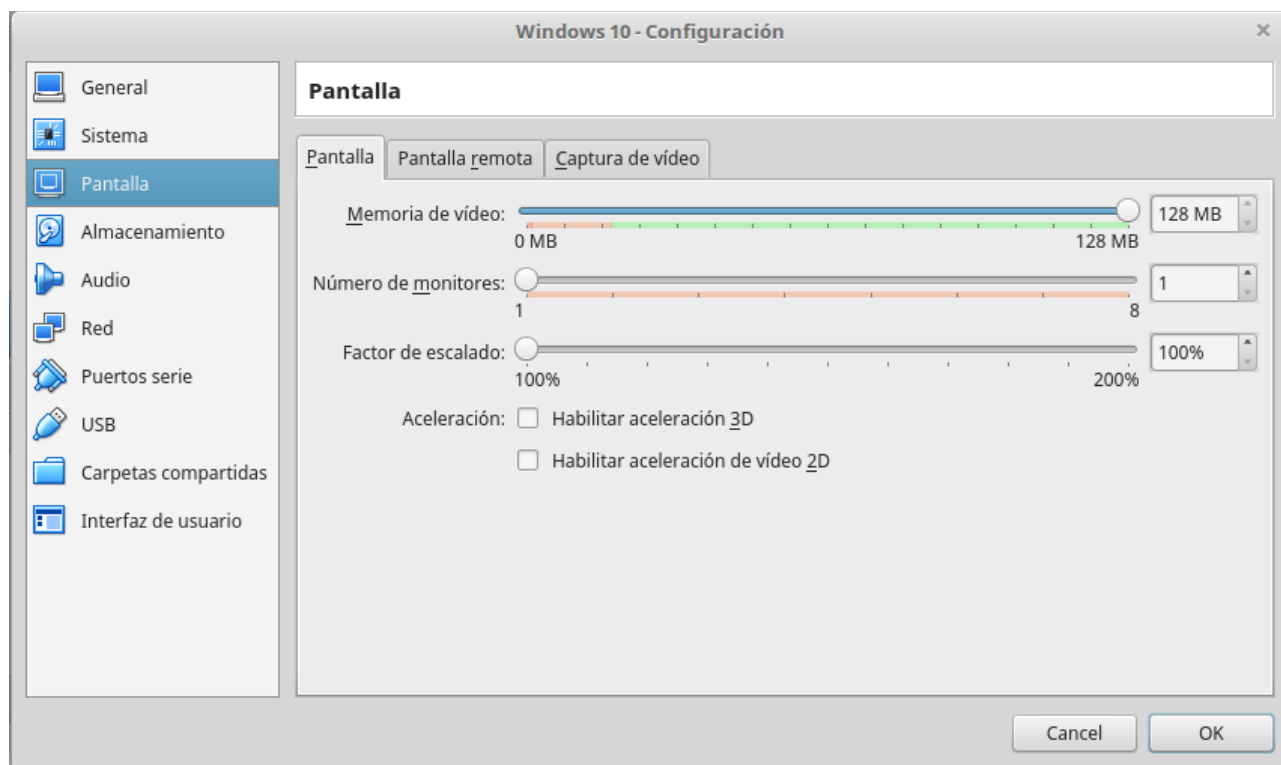 Windows 10 - Configuración
General
Sistema
Pantalla
Almacenamiento
Audio
Red
Puertos serie
USB
Carpetas compartidas
Interfaz de usuario
Pantalla
Pantalla Pantalla remota Captura de vídeo
Memoria de vídeo: 128 MB
0 MB 128 MB
Número de monitores: 1
1 8
Factor de escalado: 100%
100% 200%
Aceleración: Habilitar aceleración 3D
Habilitar aceleración de vídeo 2D
Cancel OK